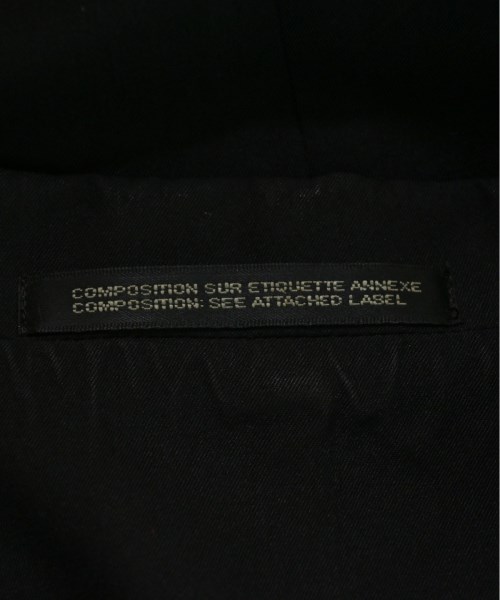 COMPOSITION SUR ETIQUETTE ANNEXE
COMPOSITION: SEE ATTACHED LABEL